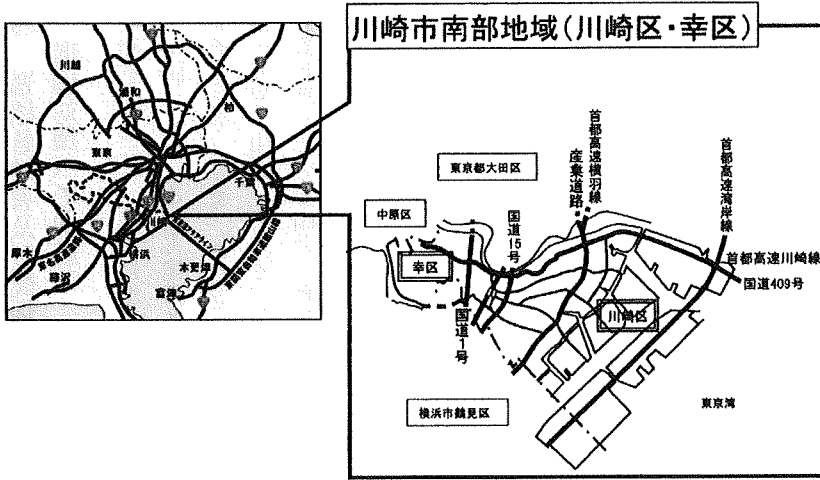 川崎市南部地域(川崎区・幸区)
川越
浦和
柏
東京
千葉
川崎
厚木
横浜
藤沢
木更津
富津
東京都大田区
中原区
幸区
国道15号
産業道路
首都高速横羽線
首都高速湾岸線
首都高速川崎線
国道409号
川崎区
国道1号
横浜市鶴見区
東京湾